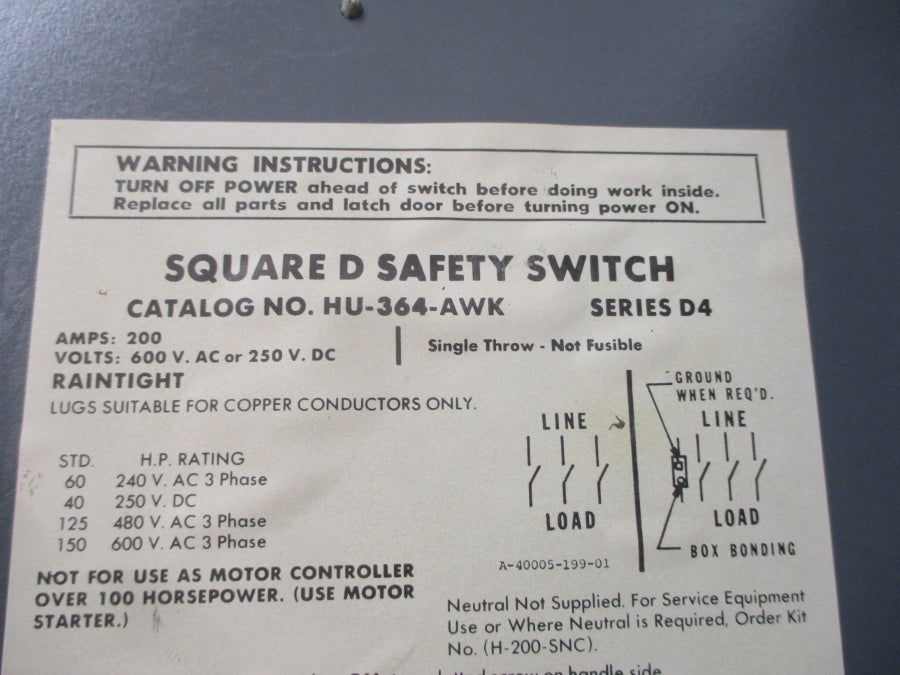 WARNING INSTRUCTIONS:
TURN OFF POWER ahead of switch before doing work inside.
Replace all parts and latch door before turning power ON.
SQUARE D SAFETY SWITCH
CATALOG NO. HU-364-AWK SERIES D4
AMPS: 200
VOLTS: 600 V. AC or 250 V. DC
Single Throw - Not Fusible
RAINTIGHT
LUGS SUITABLE FOR COPPER CONDUCTORS ONLY.
STD. H.P. RATING
60 240 V. AC 3 Phase
40 250 V. DC
125 480 V. AC 3 Phase
150 600 V. AC 3 Phase
NOT FOR USE AS MOTOR CONTROLLER
OVER 100 HORSEPOWER. (USE MOTOR
STARTER.)
LINE
LOAD
A-40005-199-01
GROUND
WHEN REQ'D.
LINE
LOAD
BOX BONDING
Neutral Not Supplied. For Service Equipment
Use or Where Neutral is Required, Order Kit
No. (H-200-SNC).
screw on handle side